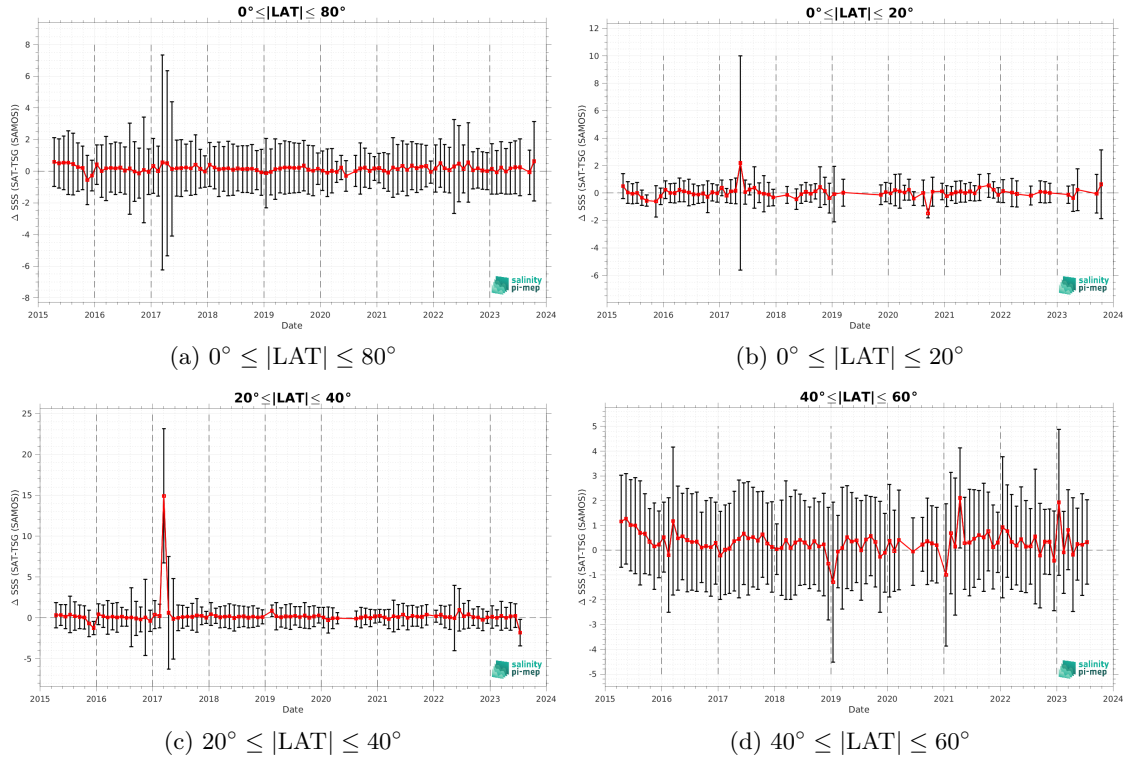 0°≤|LAT|≤ 80°
8
6
4
2
0
-2
-4
-6
-8
Δ SSS (SAT-TSG (SAMOS))
2015 2016 2017 2018 2019 2020 2021 2022 2023 2024
Date
salinity
pi-mep
(a) 0° ≤ |LAT| ≤ 80°
0°≤|LAT|≤ 20°
12
10
8
6
4
2
0
-2
-4
-6
Δ SSS (SAT-TSG (SAMOS))
2015 2016 2017 2018 2019 2020 2021 2022 2023 2024
Date
salinity
pi-mep
(b) 0° ≤ |LAT| ≤ 20°
20°≤|LAT|≤ 40°
25
20
15
10
5
0
-5
Δ SSS (SAT-TSG (SAMOS))
2015 2016 2017 2018 2019 2020 2021 2022 2023 2024
Date
salinity
pi-mep
(c) 20° ≤ |LAT| ≤ 40°
40°≤|LAT|≤ 60°
5
4
3
2
1
0
-1
-2
-3
-4
-5
Δ SSS (SAT-TSG (SAMOS))
2015 2016 2017 2018 2019 2020 2021 2022 2023 2024
Date
salinity
pi-mep
(d) 40° ≤ |LAT| ≤ 60°